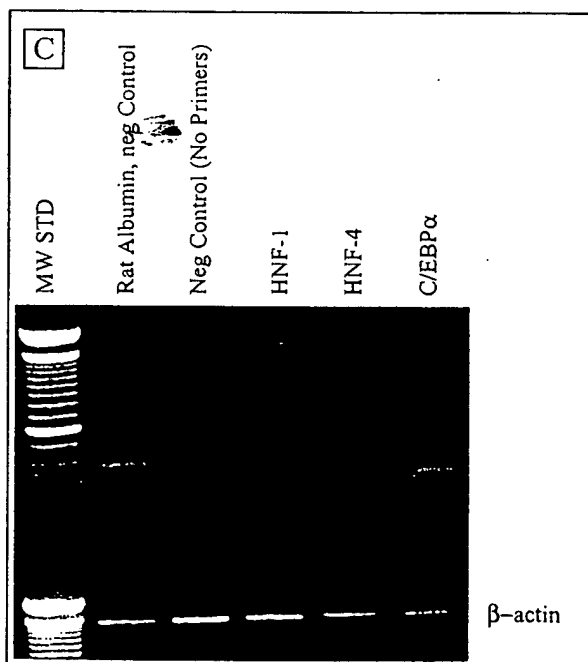 C
MW STD
Rat Albumin, neg Control
Neg Control (No Primers)
HNF-1
HNF-4
C/EBPα
β-actin